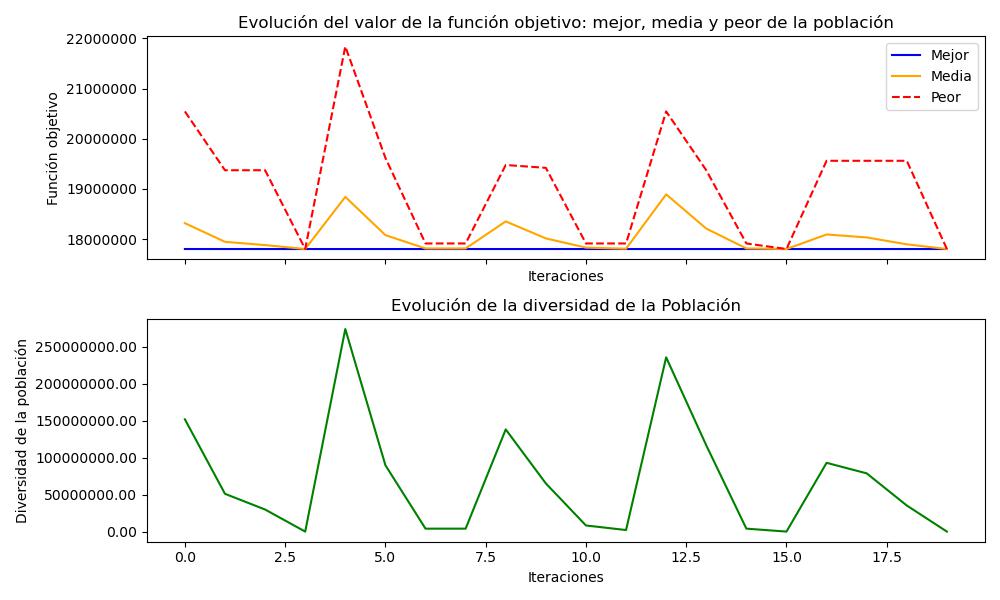 Evolución del valor de la función objetivo: mejor, media y peor de la población
22000000
21000000
20000000
19000000
18000000
Función objetivo
Mejor
Media
Peor
Iteraciones
Evolución de la diversidad de la Población
250000000.00
200000000.00
150000000.00
100000000.00
50000000.00
0.00
Diversidad de la población
0.0 2.5 5.0 7.5 10.0 12.5 15.0 17.5
Iteraciones